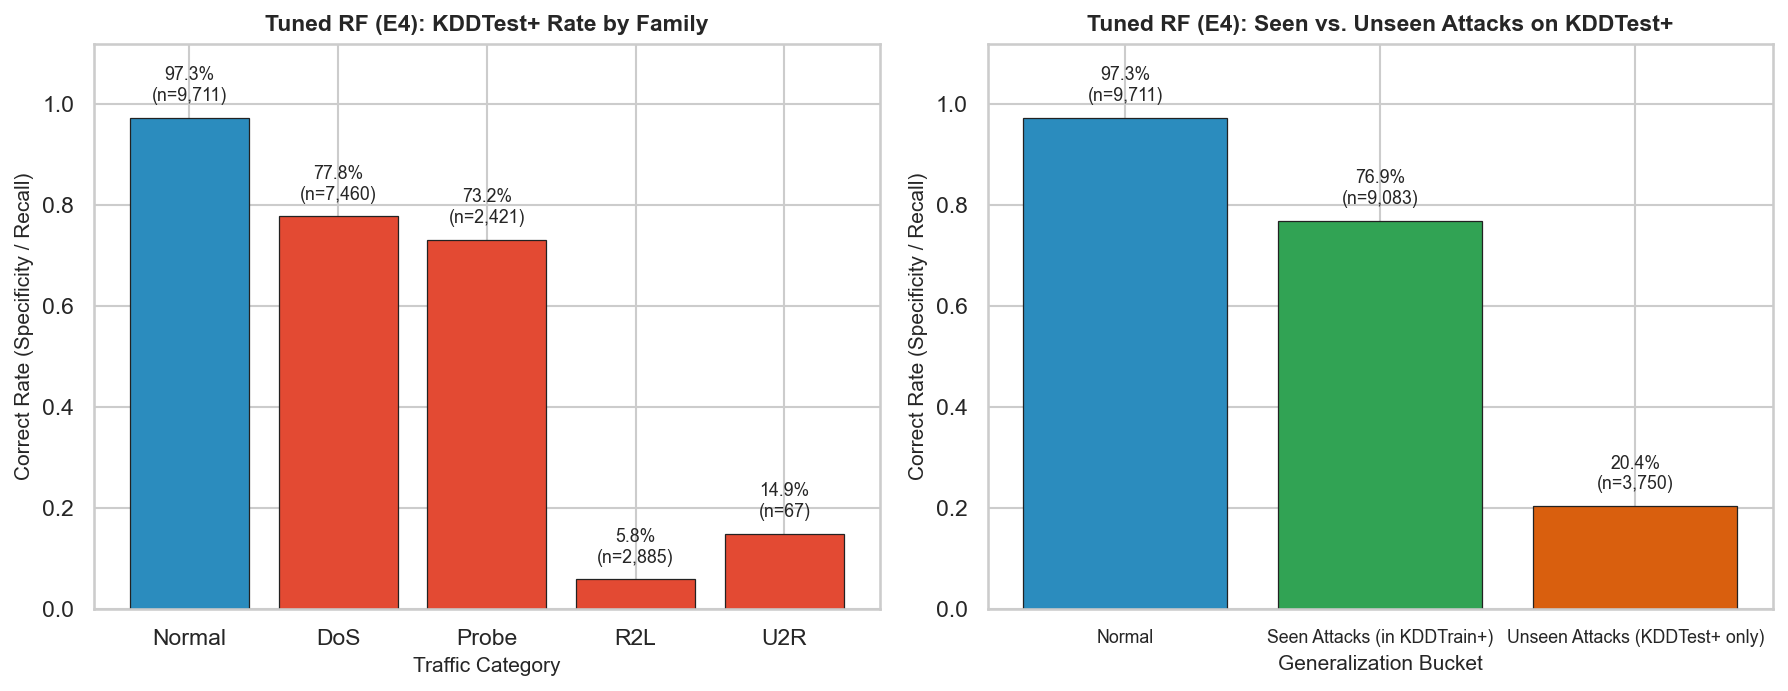 Tuned RF (E4): KDDTest+ Rate by Family
Correct Rate (Specificity / Recall)
1.0
0.8
0.6
0.4
0.2
0.0
97.3%
(n=9,711)
77.8%
(n=7,460)
73.2%
(n=2,421)
5.8%
(n=2,885)
14.9%
(n=67)
Normal
DoS
Probe
R2L
U2R
Traffic Category
Tuned RF (E4): Seen vs. Unseen Attacks on KDDTest+
Correct Rate (Specificity / Recall)
1.0
0.8
0.6
0.4
0.2
0.0
97.3%
(n=9,711)
76.9%
(n=9,083)
20.4%
(n=3,750)
Normal
Seen Attacks (in KDDTrain+)
Unseen Attacks (KDDTest+ only)
Generalization Bucket